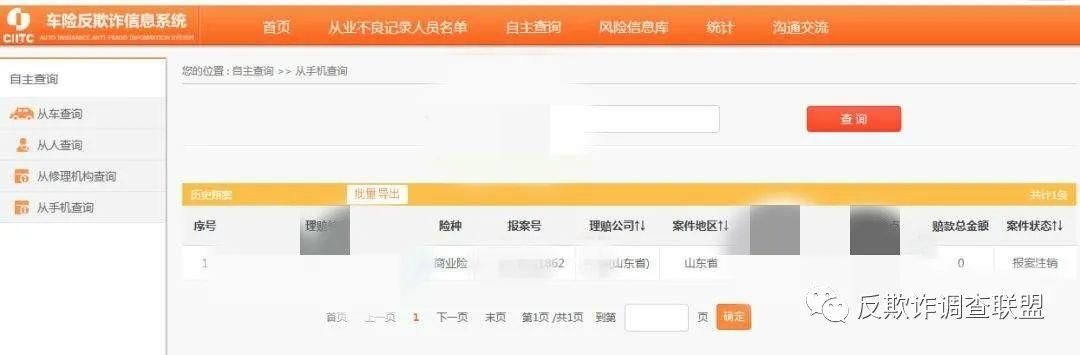 车险反欺诈信息系统
CIITC AUTO INSURANCE ANTI-FRAUD INFORMATION SYSTEM
首页 从业不良记录人员名单 自主查询 风险信息库 统计 沟通交流
自主查询
从车查询
从人查询
从修理机构查询
从手机查询
您的位置：自主查询 >> 从手机查询
查 询
历史赔案 批量导出 共计1条
序号 理赔 险种 报案号 理赔公司↑↓ 案件地区↑↓ 赔款总金额 案件状态↑↓
1 商业险 1862 (山东省) 山东省 0 报案注销
首页 上一页 1 下一页 末页 第1页 /共1页 到第 页 确定
反欺诈调查联盟